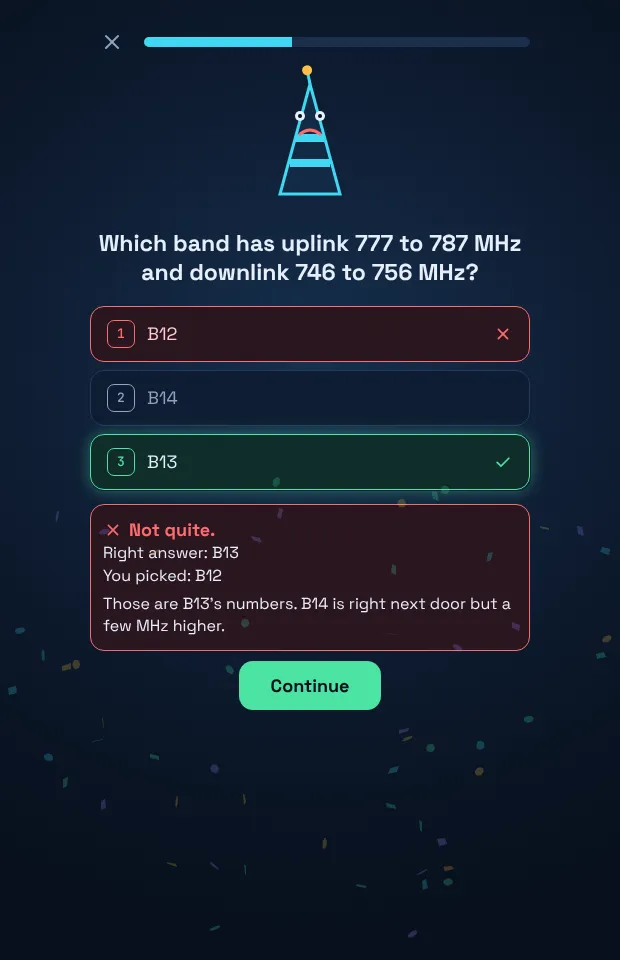 Which band has uplink 777 to 787 MHz
and downlink 746 to 756 MHz?
1 B12
2 B14
3 B13
Not quite.
Right answer: B13
You picked: B12
Those are B13's numbers. B14 is right next door but a
few MHz higher.
Continue